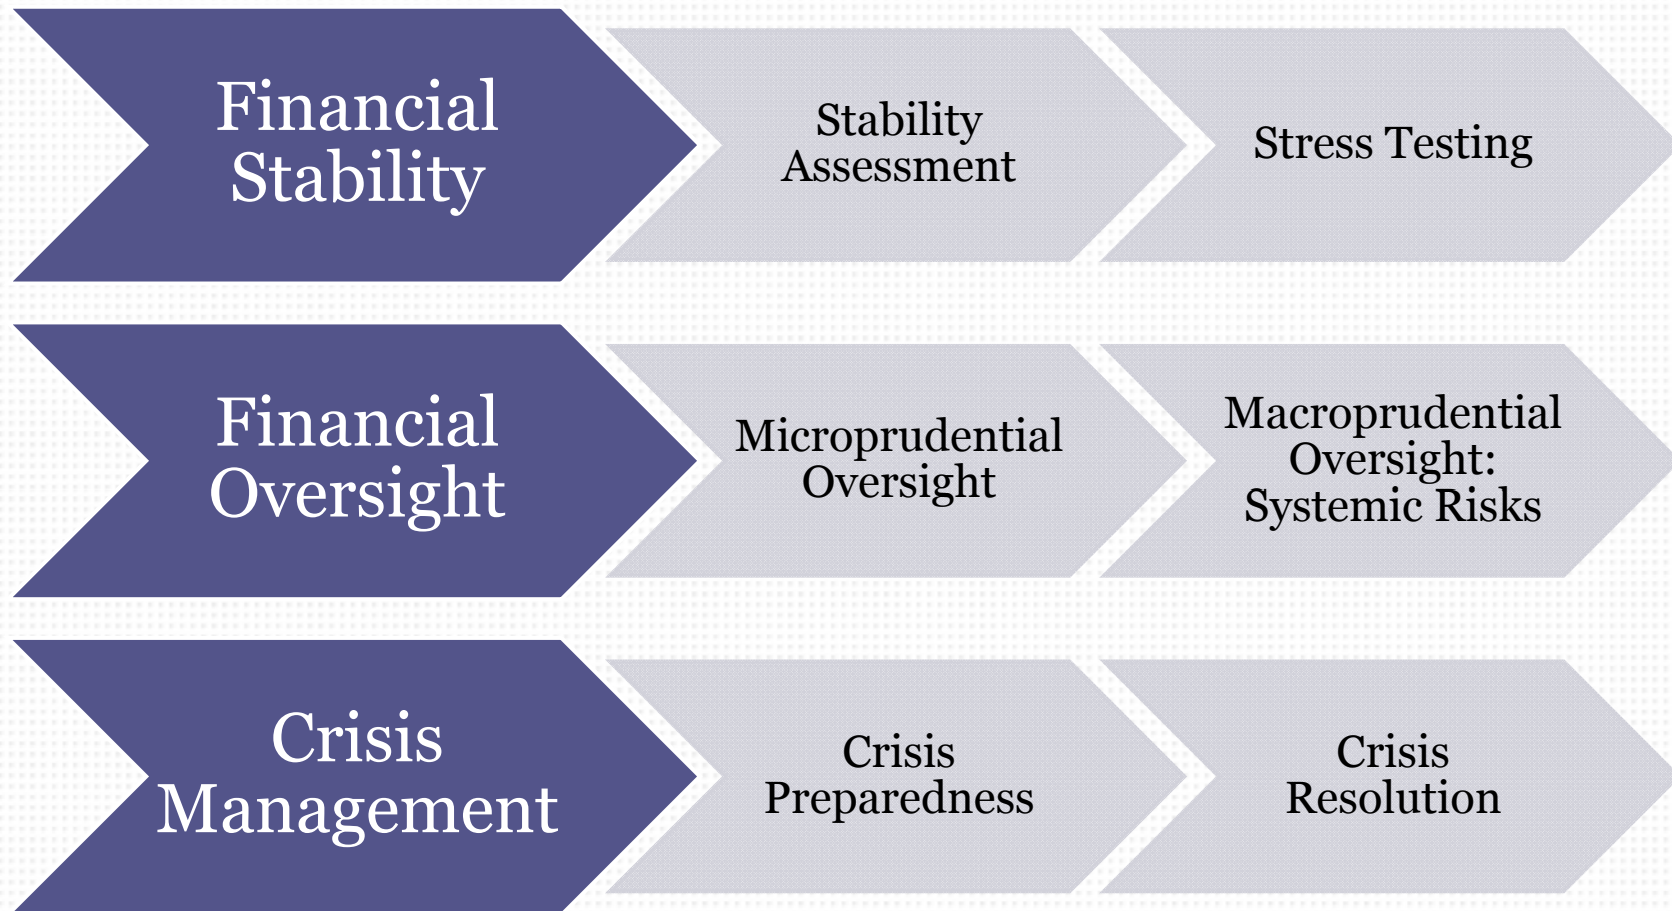 Financial
Stability
Stability
Assessment
Stress Testing
Financial
Oversight
Microprudential
Oversight
Macroprudential
Oversight:
Systemic Risks
Crisis
Management
Crisis
Preparedness
Crisis
Resolution